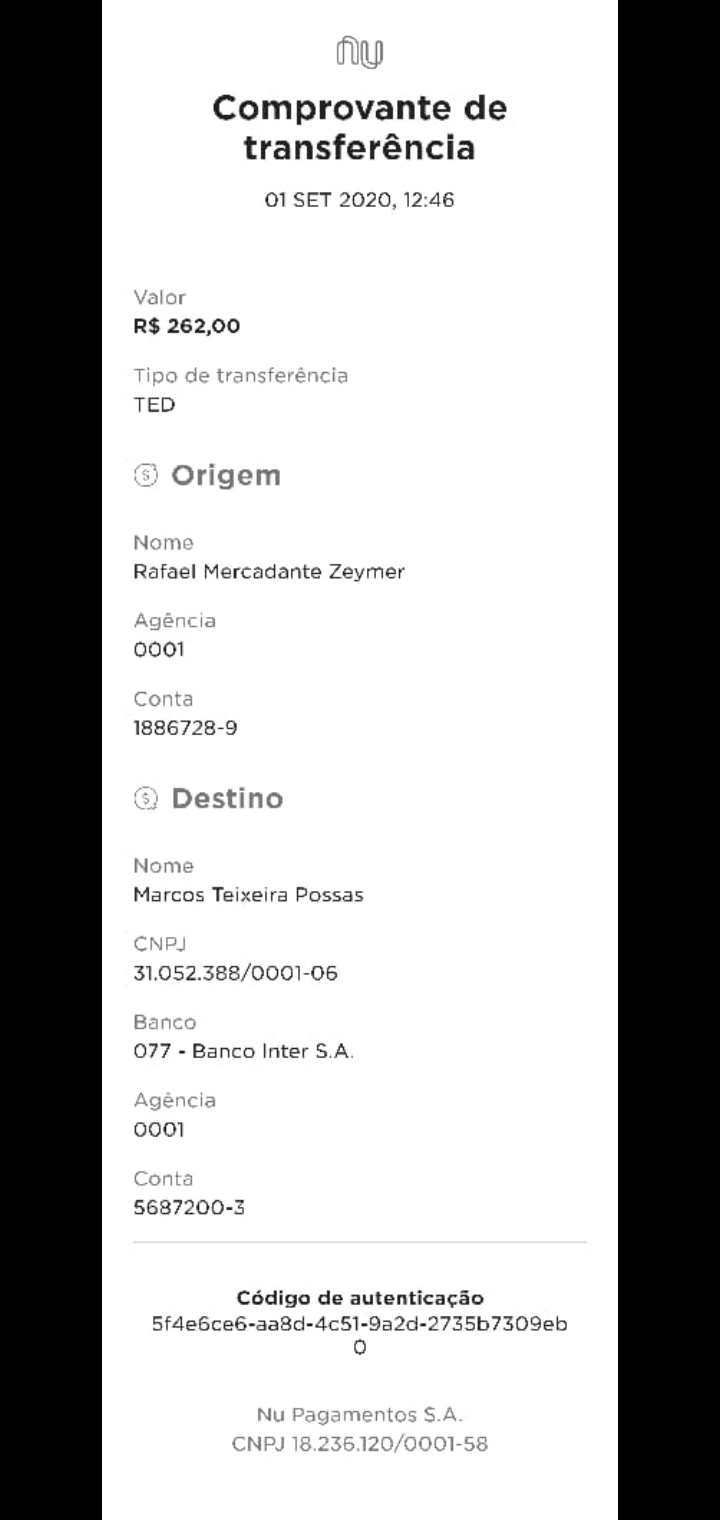 nu
Comprovante de
transferência
01 SET 2020, 12:46
Valor
R$ 262,00
Tipo de transferência
TED
Origem
Nome
Rafael Mercadante Zeymer
Agência
0001
Conta
1886728-9
Destino
Nome
Marcos Teixeira Possas
CNPJ
31.052.388/0001-06
Banco
077 - Banco Inter S.A.
Agência
0001
Conta
5687200-3
Código de autenticação
5f4e6ce6-aa8d-4c51-9a2d-2735b7309eb
0
Nu Pagamentos S.A.
CNPJ 18.236.120/0001-58